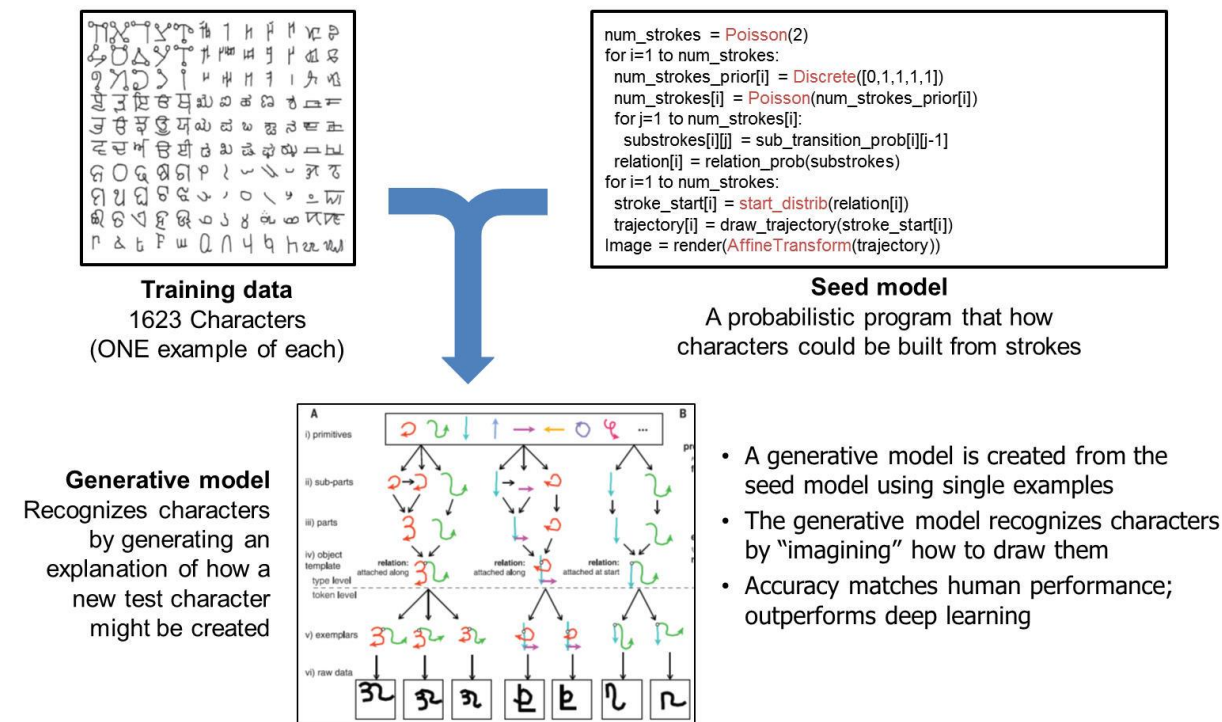 num_strokes = Poisson(2)
for i=1 to num_strokes:
num_strokes_prior[i] = Discrete([0,1,1,1,1])
num_strokes[i] = Poisson(num_strokes_prior[i])
for j=1 to num_strokes[i]:
substrokes[i][j] = sub_transition_prob[i][j-1]
relation[i] = relation_prob(substrokes)
for i=1 to num_strokes:
stroke_start[i] = start_distrib(relation[i])
trajectory[i] = draw_trajectory(stroke_start[i])
Image = render(AffineTransform(trajectory))
Training data
1623 Characters
(ONE example of each)
Seed model
A probabilistic program that how
characters could be built from strokes
Generative model
Recognizes characters
by generating an
explanation of how a
new test character
might be created
A
B
i) primitives
...
ii) sub-parts
iii) parts
iv) object
template
relation:
attached along
relation:
attached along
relation:
attached at start
type level
token level
v) exemplars
vi) raw data
• A generative model is created from the
seed model using single examples
• The generative model recognizes characters
by “imagining” how to draw them
• Accuracy matches human performance;
outperforms deep learning